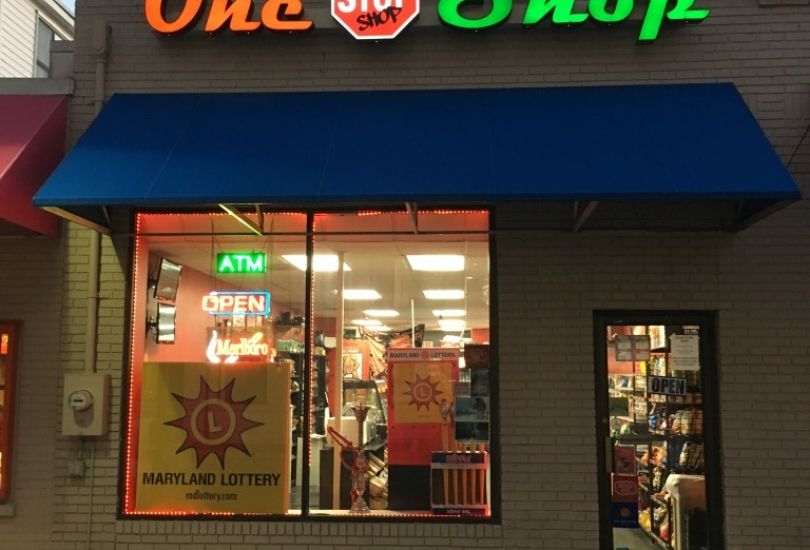 One STOP Shop
SHOP
ATM
OPEN
Marlboro
MARYLAND LOTTERY
L
MARYLAND LOTTERY
mdlottery.com
OPEN